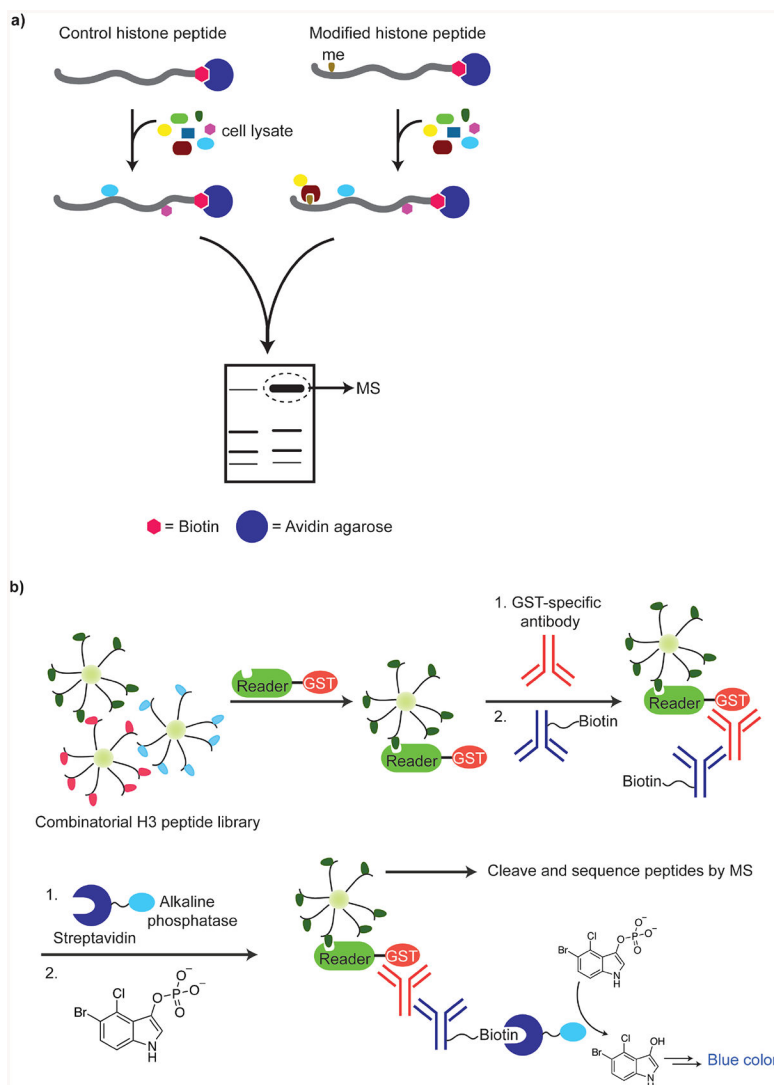 a)
Control histone peptide
Modified histone peptide
me
cell lysate
MS
= Biotin
= Avidin agarose
b)
1. GST-specific
antibody
Reader
GST
2.
Biotin
Reader
GST
Reader
GST
Biotin
Combinatorial H3 peptide library
1.
Alkaline
phosphatase
Streptavidin
2.
Cl
Br
O
P
O⁻
O⁻
O
N
H
Cleave and sequence peptides by MS
Reader
GST
Biotin
Cl
Br
O
P
O⁻
O⁻
O
N
H
Cl
OH
Br
N
H
Blue color